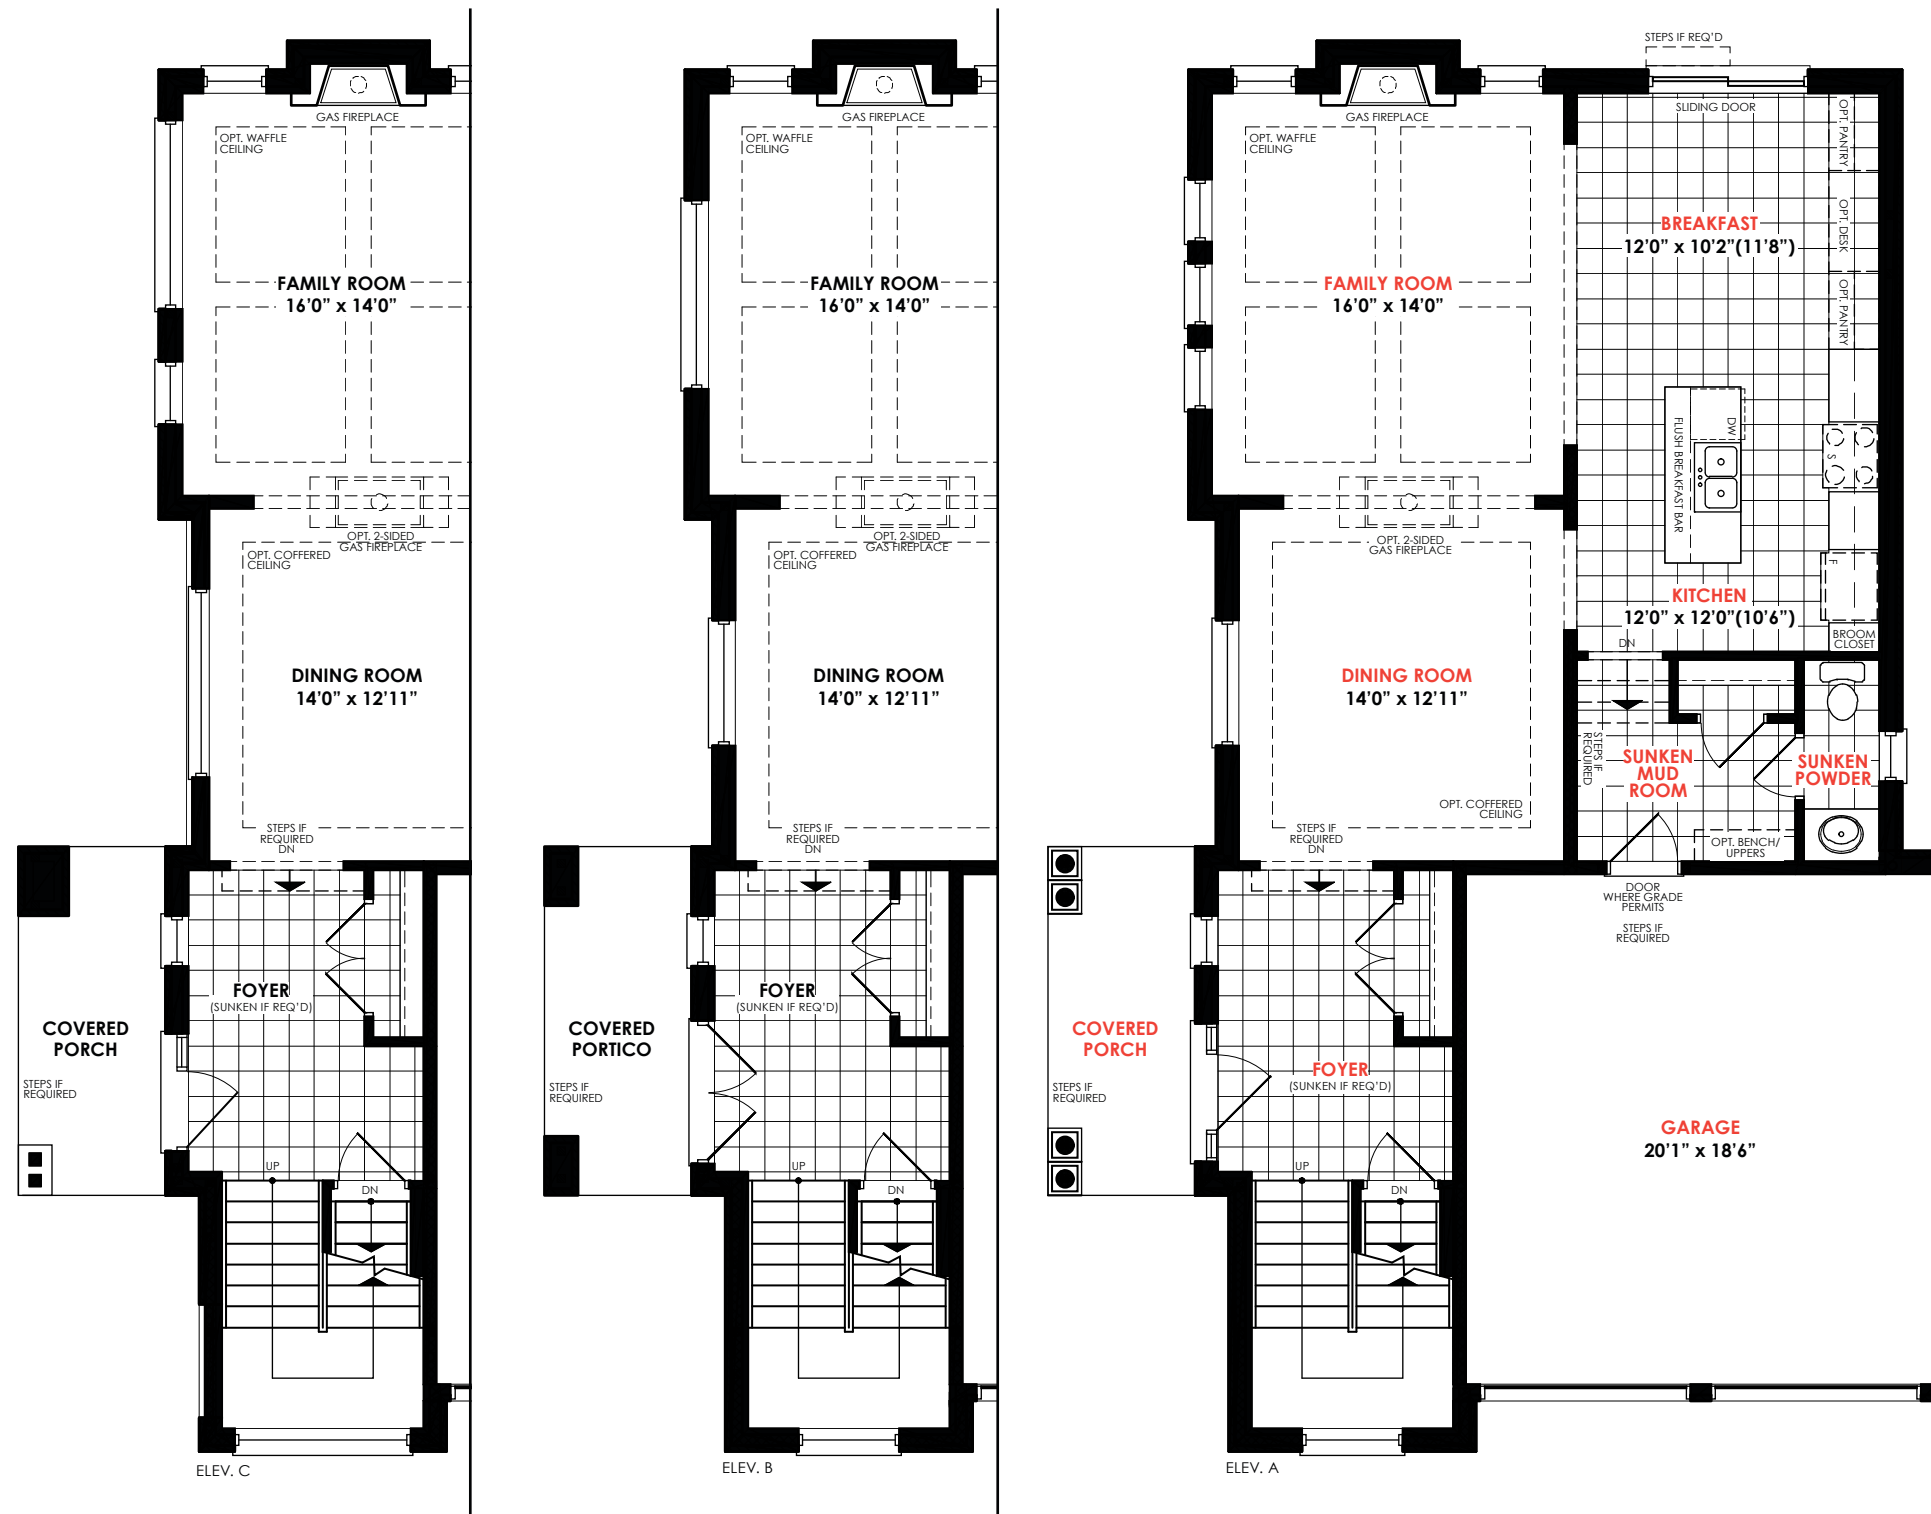 GAS FIREPLACE
OPT. WAFFLE
CEILING
FAMILY ROOM
16'0" x 14'0"
OPT. 2-SIDED
GAS FIREPLACE
OPT. COFFERED
CEILING
DINING ROOM
14'0" x 12'11"
STEPS IF
REQUIRED
DN
FOYER
(SUNKEN IF REQ'D)
COVERED
PORCH
STEPS IF
REQUIRED
UP
DN
ELEV. C
GAS FIREPLACE
OPT. WAFFLE
CEILING
FAMILY ROOM
16'0" x 14'0"
OPT. 2-SIDED
GAS FIREPLACE
OPT. COFFERED
CEILING
DINING ROOM
14'0" x 12'11"
STEPS IF
REQUIRED
DN
FOYER
(SUNKEN IF REQ'D)
COVERED
PORTICO
STEPS IF
REQUIRED
UP
DN
ELEV. B
STEPS IF REQ'D
SLIDING DOOR
GAS FIREPLACE
OPT. WAFFLE
CEILING
OPT. PANTRY
OPT. DESK
OPT. PANTRY
BREAKFAST
12'0" x 10'2"(11'8")
FAMILY ROOM
16'0" x 14'0"
DW
FLUSH BREAKFAST BAR
S
F
OPT. 2-SIDED
GAS FIREPLACE
KITCHEN
12'0" x 12'0"(10'6")
BROOM
CLOSET
DN
DINING ROOM
14'0" x 12'11"
STEPS IF
REQUIRED
SUNKEN
MUD
ROOM
SUNKEN
POWDER
OPT. COFFERED
CEILING
STEPS IF
REQUIRED
DN
OPT. BENCH/
UPPERS
DOOR
WHERE GRADE
PERMITS
STEPS IF
REQUIRED
COVERED
PORCH
STEPS IF
REQUIRED
FOYER
(SUNKEN IF REQ'D)
GARAGE
20'1" x 18'6"
UP
DN
ELEV. A